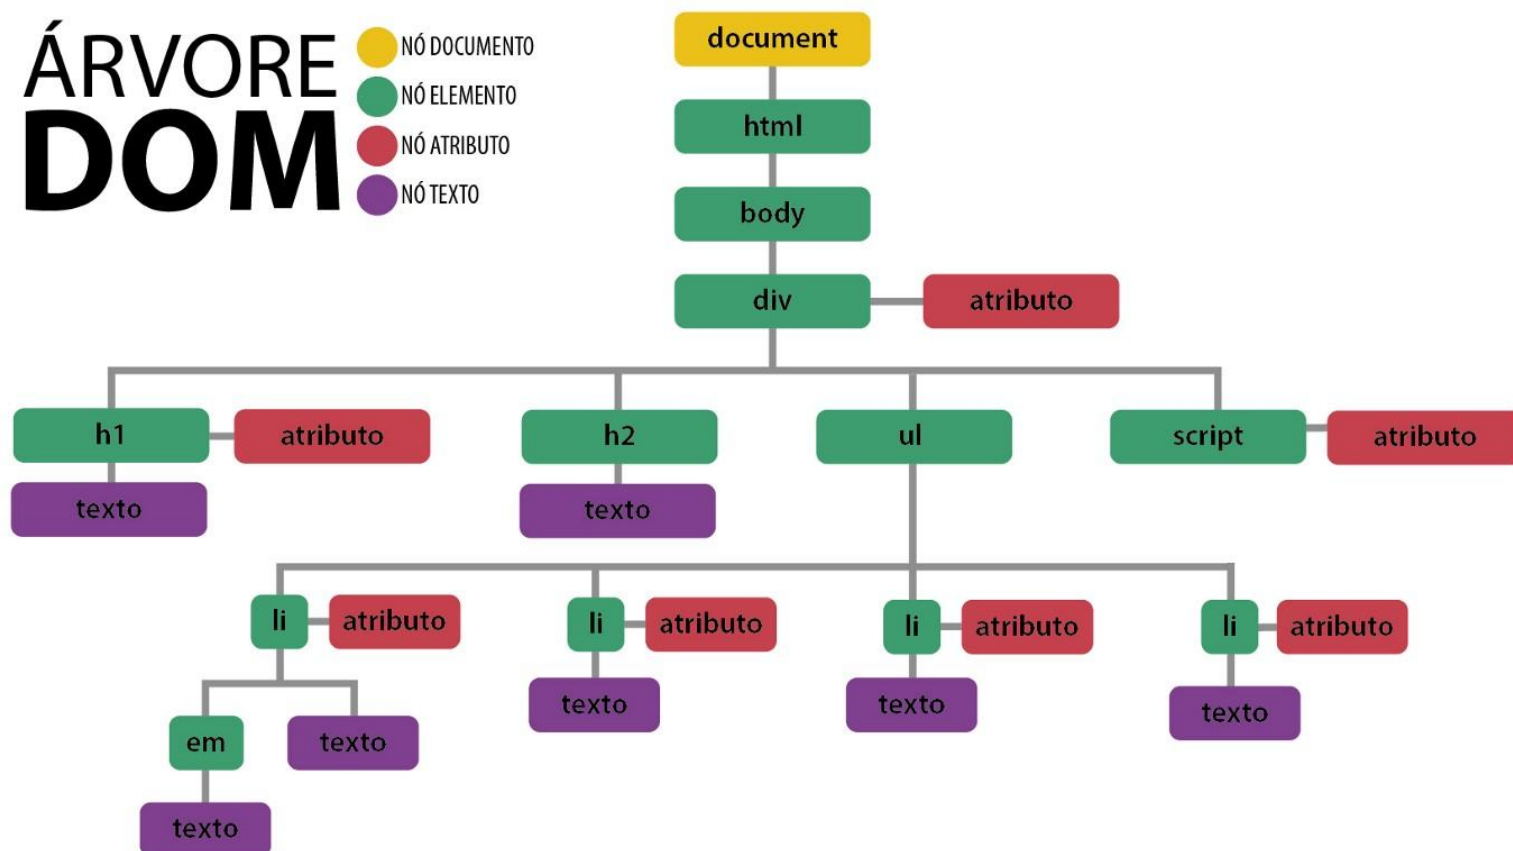 ÁRVORE
DOM
NÓ DOCUMENTO
NÓ ELEMENTO
NÓ ATRIBUTO
NÓ TEXTO
document
html
body
div atributo
h1 atributo h2 ul script atributo
texto texto
li atributo li atributo li atributo li atributo
texto texto texto
em texto
texto